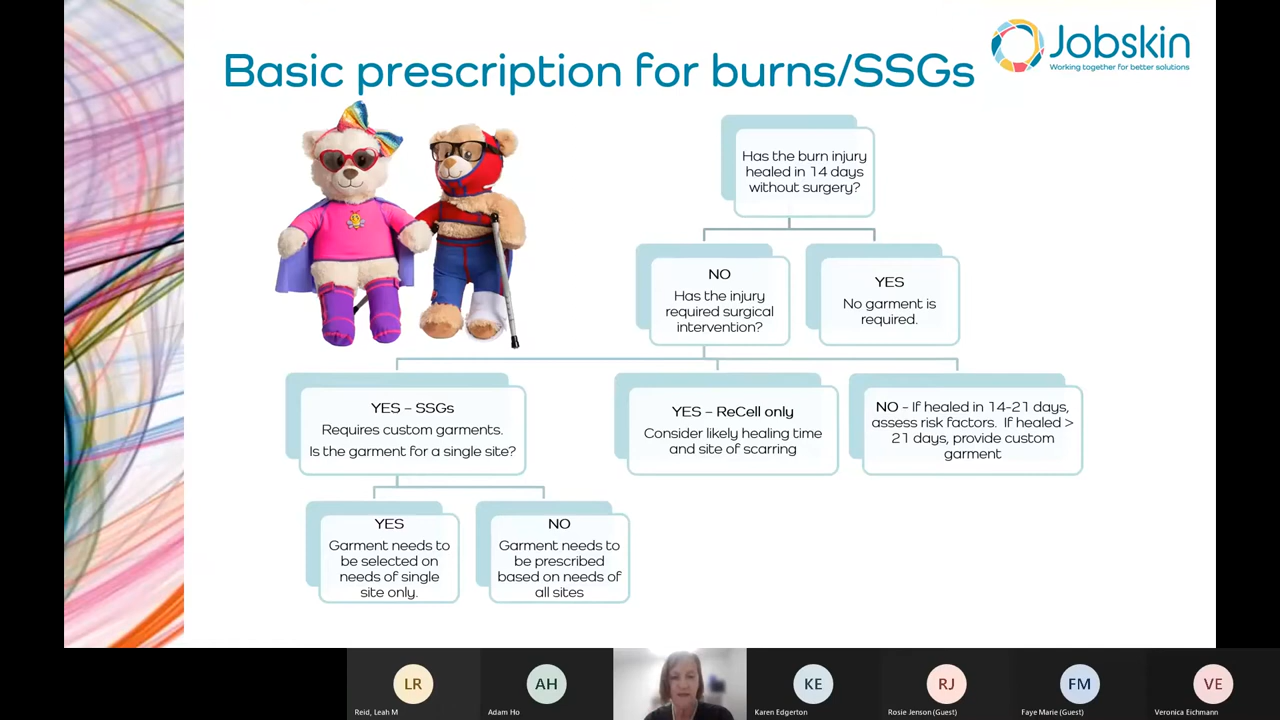 Basic prescription for burns/SSGs
Jobskin
Working together for better solutions
Has the burn injury
healed in 14 days
without surgery?
NO
Has the injury
required surgical
intervention?
YES
No garment is
required.
YES – SSGs
Requires custom garments.
Is the garment for a single site?
YES – ReCell only
Consider likely healing time
and site of scarring
NO - If healed in 14-21 days,
assess risk factors. If healed >
21 days, provide custom
garment
YES
Garment needs to
be selected on
needs of single
site only.
NO
Garment needs to
be prescribed
based on needs of
all sites
LR
Reid, Leah M
AH
Adam Ho
KE
Karen Edgerton
RJ
Rosie Jenson (Guest)
FM
Faye Marie (Guest)
VE
Veronica Eichmann